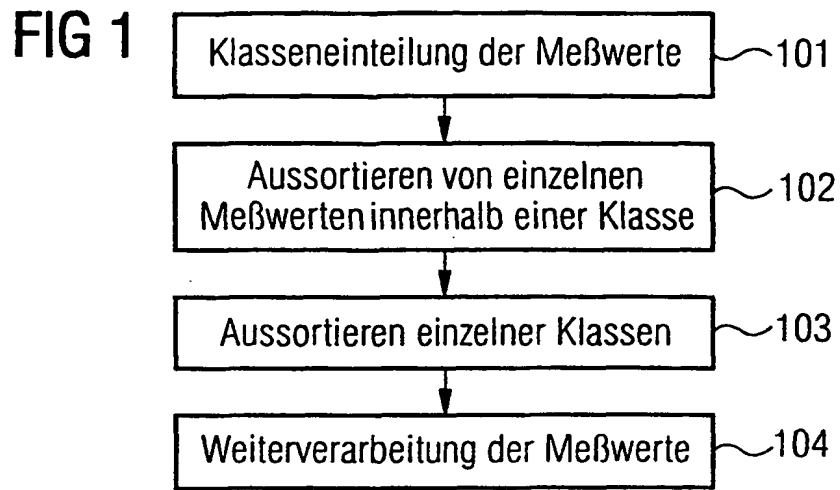 FIG 1
Klasseneinteilung der Meßwerte
101
Aussortieren von einzelnen
Meßwerten innerhalb einer Klasse
102
Aussortieren einzelner Klassen
103
Weiterverarbeitung der Meßwerte
104